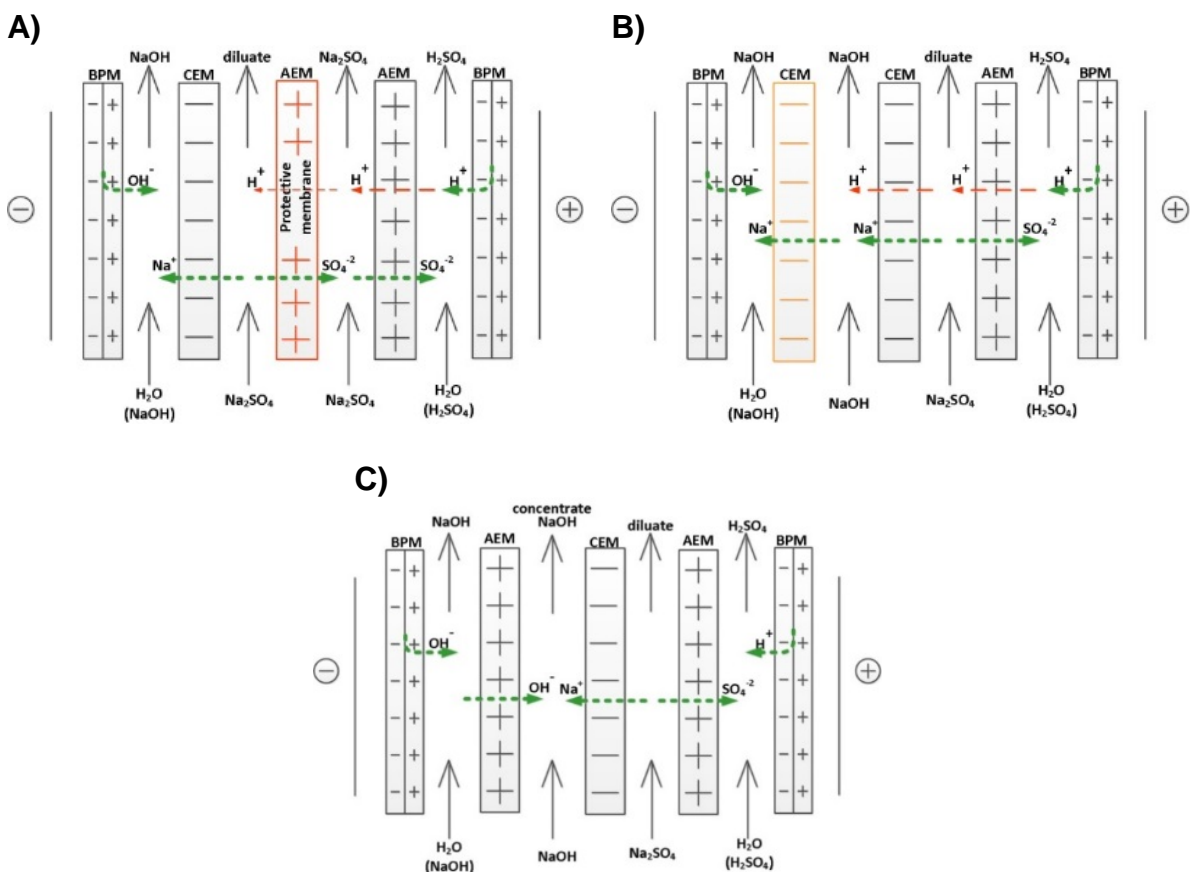 A)
NaOH diluate Na₂SO₄ H₂SO₄
BPM CEM AEM AEM BPM
Protective
membrane
OH⁻ H⁺ H⁺ H⁺
Na⁺ SO₄⁻² SO₄⁻²
H₂O Na₂SO₄ Na₂SO₄ H₂O
(NaOH) (H₂SO₄)
B)
NaOH NaOH diluate H₂SO₄
BPM CEM CEM AEM BPM
OH⁻ H⁺ H⁺ H⁺
Na⁺ Na⁺ SO₄⁻²
H₂O NaOH Na₂SO₄ H₂O
(NaOH) (H₂SO₄)
C)
concentrate
NaOH NaOH diluate H₂SO₄
BPM AEM CEM AEM BPM
OH⁻ H⁺
OH⁻ Na⁺ SO₄⁻²
H₂O NaOH Na₂SO₄ H₂O
(NaOH) (H₂SO₄)